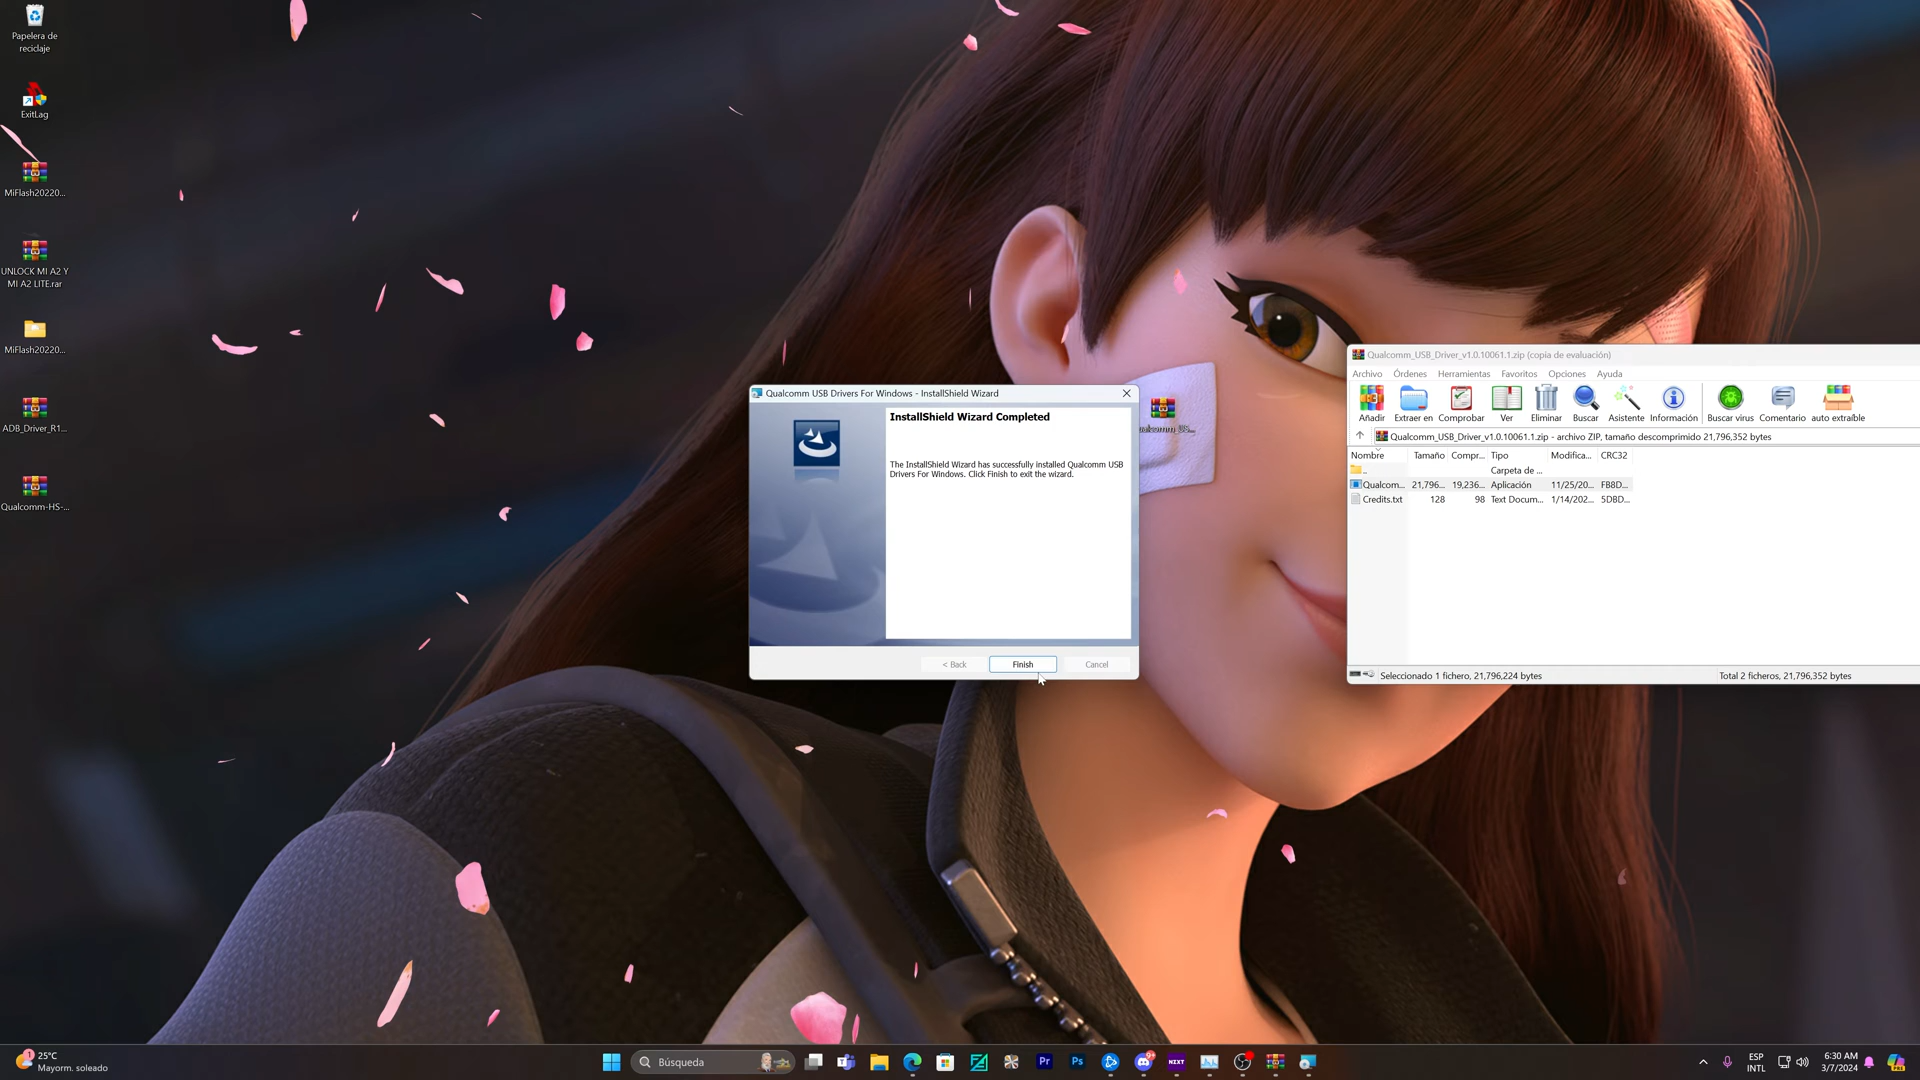 Papelera de
reciclaje
ExitLag
MiFlash20220...
UNLOCK MI A2 Y
MI A2 LITE.rar
MiFlash20220...
ADB_Driver_R1...
Qualcomm-HS-...
Qualcomm USB Drivers For Windows - InstallShield Wizard
InstallShield Wizard Completed
The InstallShield Wizard has successfully installed Qualcomm USB
Drivers For Windows. Click Finish to exit the wizard.
< Back
Finish
Cancel
Qualcomm_USB_Driver_v1.0.10061.1.zip (copia de evaluación)
Archivo Órdenes Herramientas Favoritos Opciones Ayuda
Añadir Extraer en Comprobar Ver Eliminar Buscar Asistente Información Buscar virus Comentario auto extraíble
Qualcomm_USB_Driver_v1.0.10061.1.zip - archivo ZIP, tamaño descomprimido 21,796,352 bytes
Nombre Tamaño Compr... Tipo Modifica... CRC32
.. Carpeta de ...
Qualcom... 21,796... 19,236... Aplicación 11/25/20... FB8D...
Credits.txt 128 98 Text Docum... 1/14/202... 5DBD...
Seleccionado 1 fichero, 21,796,224 bytes
Total 2 ficheros, 21,796,352 bytes
1
25°C
Mayorm. soleado
Búsqueda
Pr
Ps
NZXT
ESP
INTL
6:30 AM
3/7/2024